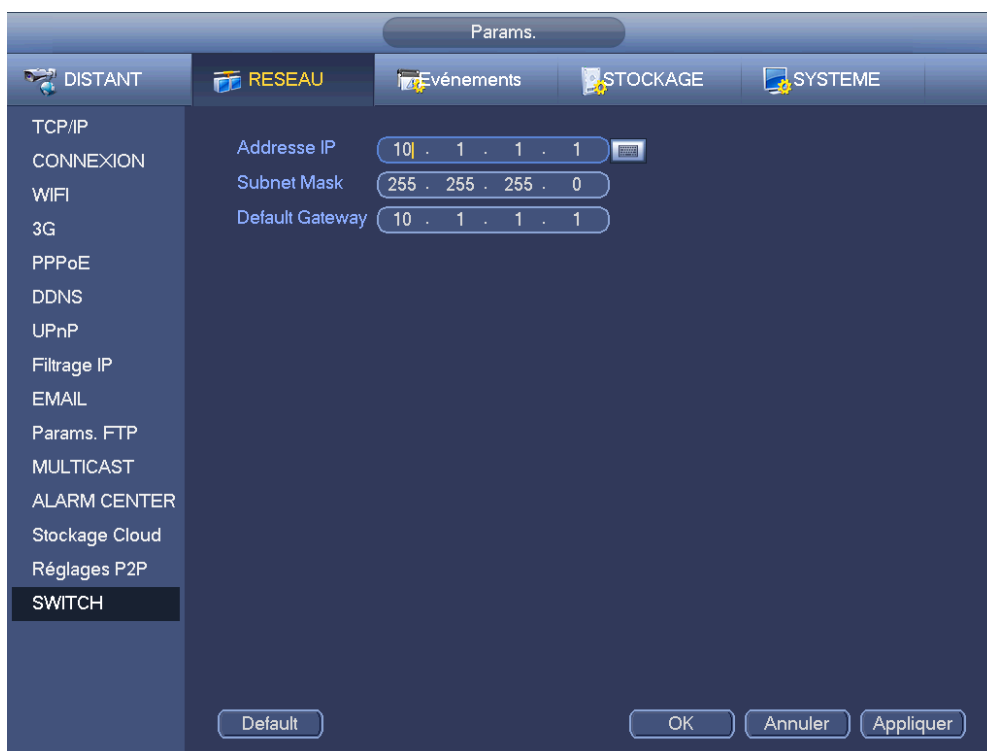 Params.
DISTANT
RESEAU
Evénements
STOCKAGE
SYSTEME
TCP/IP
CONNEXION
WIFI
3G
PPPoE
DDNS
UPnP
Filtrage IP
EMAIL
Params. FTP
MULTICAST
ALARM CENTER
Stockage Cloud
Réglages P2P
SWITCH
Addresse IP 10 . 1 . 1 . 1
Subnet Mask 255 . 255 . 255 . 0
Default Gateway 10 . 1 . 1 . 1
Default
OK
Annuler
Appliquer